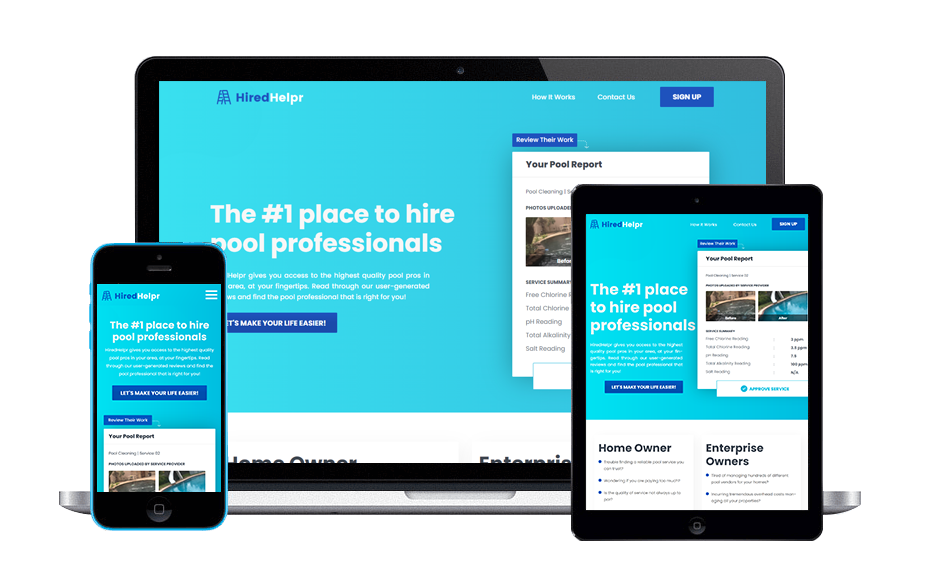 HiredHelpr
How It Works
Contact Us
SIGN UP
Review Their Work
Your Pool Report
Pool Cleaning | Se
PHOTOS UPLOADED
Before
SERVICE SUMMARY
Free Chlorine R
Total Chlorine
pH Reading
Total Alkalinity
Salt Reading
The #1 place to hire
pool professionals
Helpr gives you access to the highest quality pool pros in
area, at your fingertips. Read through our user-generated
ws and find the pool professional that is right for you!
LET'S MAKE YOUR LIFE EASIER!
Home Owner
Enterprise
HiredHelpr
The #1 place to hire
pool professionals
HiredHelpr gives you access to the highest quality
pool pros in your area, at your fingertips. Read
through our user-generated reviews and find the
pool professional that is right for you!
LET'S MAKE YOUR LIFE EASIER!
Review Their Work
Your Pool Report
Pool Cleaning | Service 02
PHOTOS UPLOADED BY SERVICE PROVIDER
HiredHelpr
How It Works
Contact Us
SIGN UP
Review Their Work
Your Pool Report
Pool Cleaning | Service 02
PHOTOS UPLOADED BY SERVICE PROVIDER
Before
After
SERVICE SUMMARY
Free Chlorine Reading : 3 ppm
Total Chlorine Reading : 3.0 ppm
pH Reading : 7.5
Total Alkalinity Reading : 100 ppm
Salt Reading : N/A
APPROVE SERVICE
The #1 place
to hire pool
professionals
HiredHelpr gives you access to the highest
quality pool pros in your area, at your fin-
gertips. Read through our user-generated
reviews and find the pool professional that
is right for you!
LET'S MAKE YOUR LIFE EASIER!
Home Owner
Trouble finding a reliable pool service you
can trust?
Wondering if you are paying too much?
Is the quality of service not always up to
par?
Enterprise
Owners
Tired of managing hundreds of different
pool vendors for your homes?
Incurring tremendous overhead costs man-
aging all your properties?